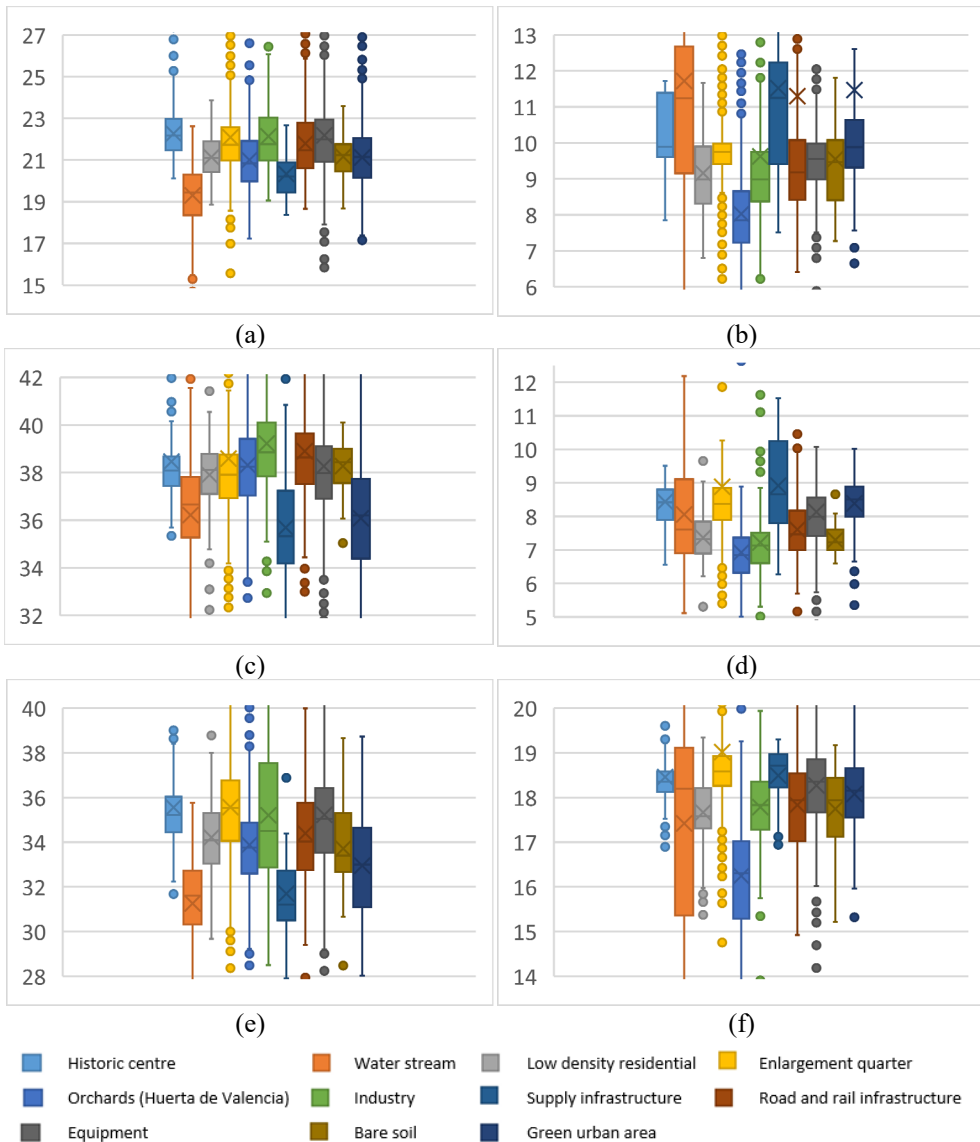 27
25
23
21
19
17
15
(a)
13
12
11
10
9
8
7
6
(b)
42
40
38
36
34
32
(c)
12
11
10
9
8
7
6
5
(d)
40
38
36
34
32
30
28
(e)
20
19
18
17
16
15
14
(f)
Historic centre
Water stream
Low density residential
Enlargement quarter
Orchards (Huerta de Valencia)
Industry
Supply infrastructure
Road and rail infrastructure
Equipment
Bare soil
Green urban area